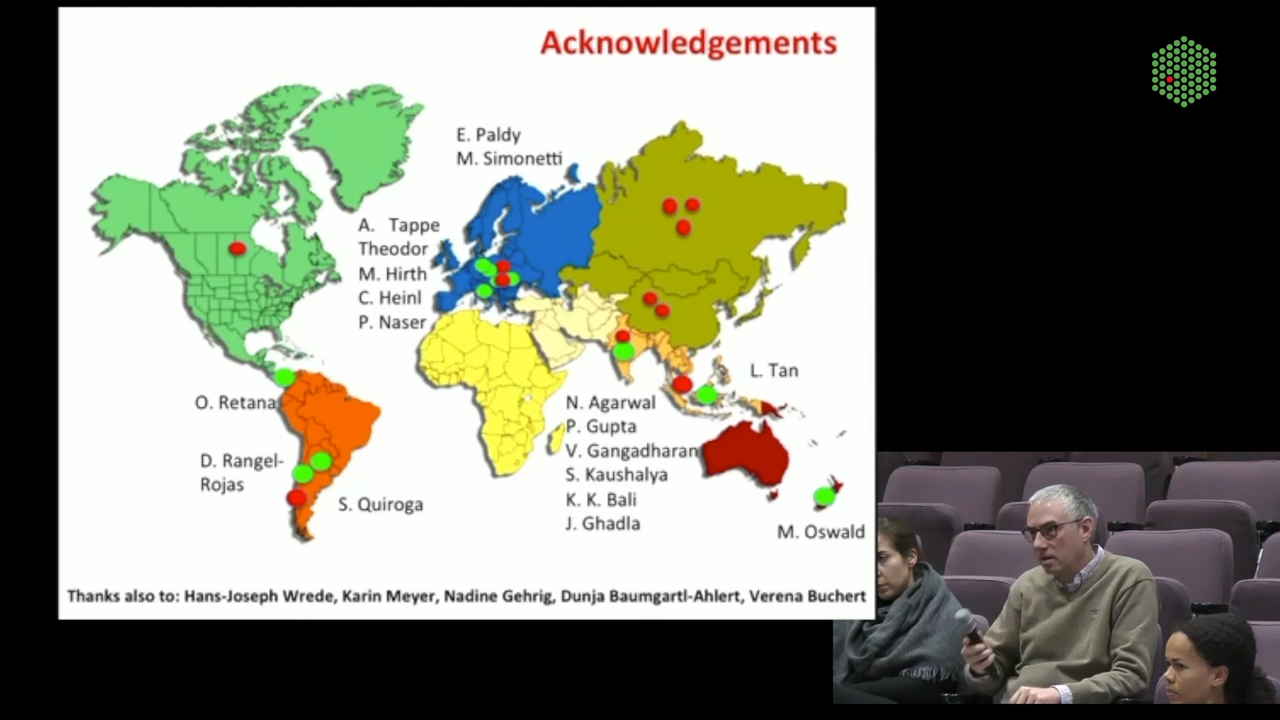 Acknowledgements
E. Paldy
M. Simonetti
A. Tappe
Theodor
M. Hirth
C. Heinl
P. Naser
L. Tan
O. Retana
N. Agarwal
P. Gupta
V. Gangadharan
S. Kaushalya
K. K. Bali
J. Ghadla
D. Rangel-
Rojas
S. Quiroga
M. Oswald
Thanks also to: Hans-Joseph Wrede, Karin Meyer, Nadine Gehrig, Dunja Baumgartl-Ahlert, Verena Buchert